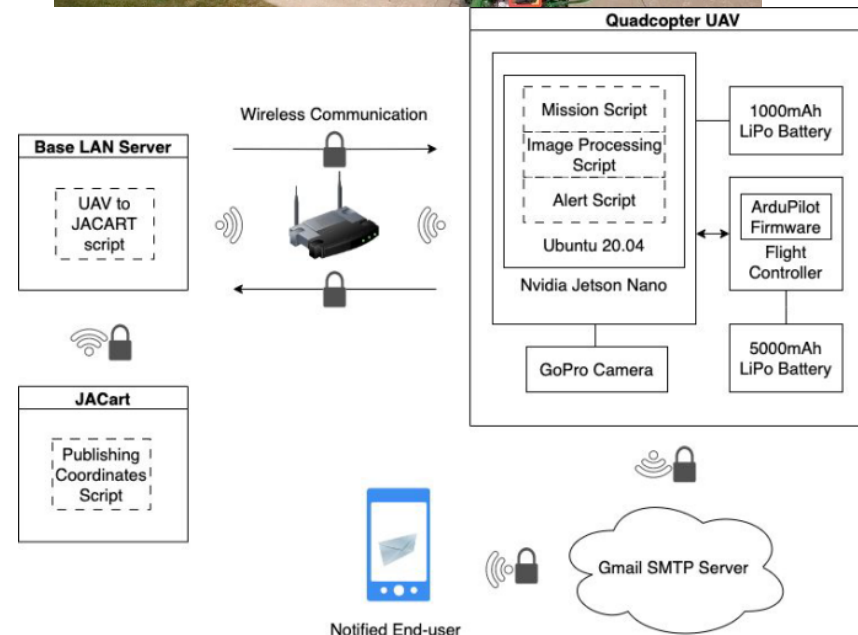 Quadcopter UAV
Wireless Communication
Base LAN Server
UAV to
JACART
script
Mission Script
Image Processing
Script
Alert Script
Ubuntu 20.04
Nvidia Jetson Nano
GoPro Camera
1000mAh
LiPo Battery
ArduPilot
Firmware
Flight
Controller
5000mAh
LiPo Battery
JACart
Publishing
Coordinates
Script
Gmail SMTP Server
Notified End-user